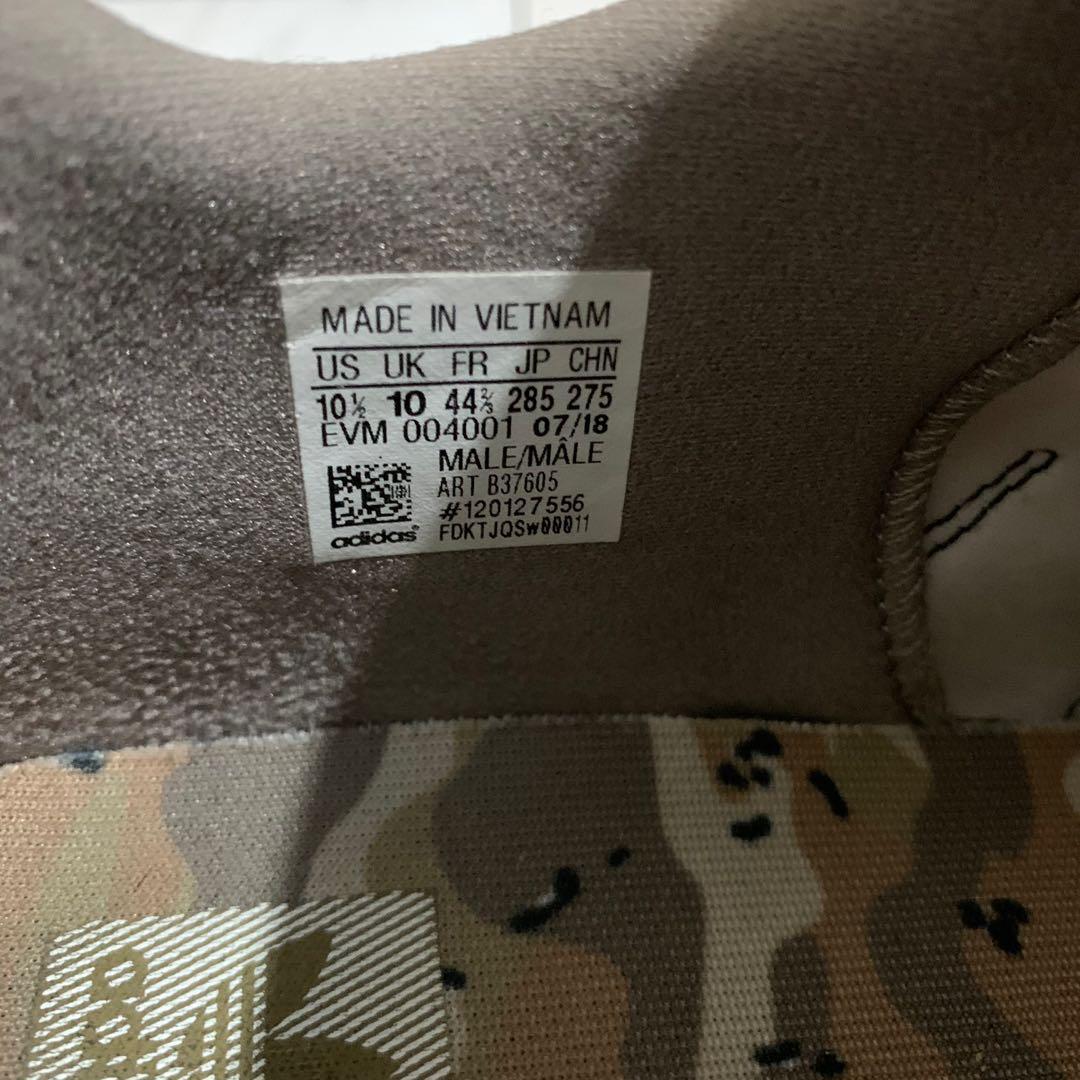 MADE IN VIETNAM
US UK FR JP CHN
10½ 10 44⅔ 285 275
EVM 004001 07/18
MALE/MÂLE
ART B37605
#120127556
adidas FDKTJQSw00011